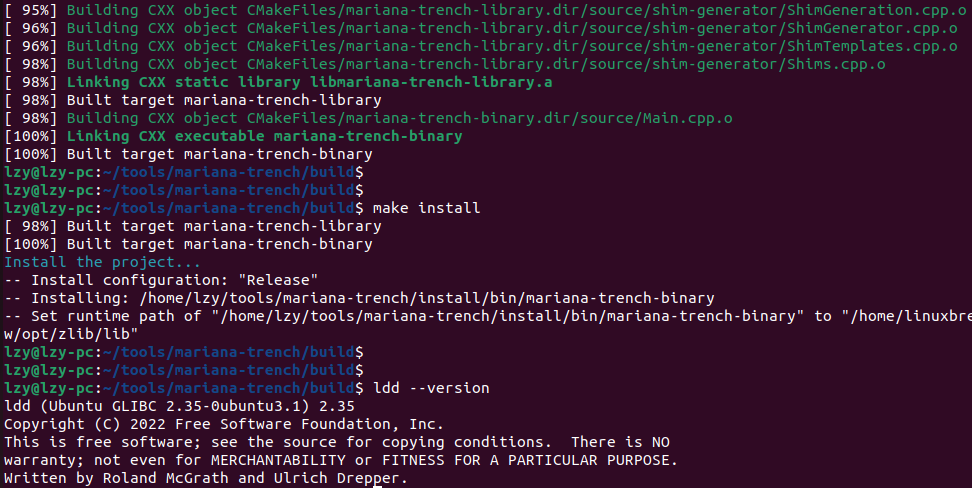 [ 95%] Building CXX object CMakeFiles/mariana-trench-library.dir/source/shim-generator/ShimGeneration.cpp.o
[ 96%] Building CXX object CMakeFiles/mariana-trench-library.dir/source/shim-generator/ShimGenerator.cpp.o
[ 96%] Building CXX object CMakeFiles/mariana-trench-library.dir/source/shim-generator/ShimTemplates.cpp.o
[ 98%] Building CXX object CMakeFiles/mariana-trench-library.dir/source/shim-generator/Shims.cpp.o
[ 98%] Linking CXX static library libmariana-trench-library.a
[ 98%] Built target mariana-trench-library
[ 98%] Building CXX object CMakeFiles/mariana-trench-binary.dir/source/Main.cpp.o
[100%] Linking CXX executable mariana-trench-binary
[100%] Built target mariana-trench-binary
lzy@lzy-pc:~/tools/mariana-trench/build$
lzy@lzy-pc:~/tools/mariana-trench/build$
lzy@lzy-pc:~/tools/mariana-trench/build$ make install
[ 98%] Built target mariana-trench-library
[100%] Built target mariana-trench-binary
Install the project...
-- Install configuration: "Release"
-- Installing: /home/lzy/tools/mariana-trench/install/bin/mariana-trench-binary
-- Set runtime path of "/home/lzy/tools/mariana-trench/install/bin/mariana-trench-binary" to "/home/linuxbre
w/opt/zlib/lib"
lzy@lzy-pc:~/tools/mariana-trench/build$
lzy@lzy-pc:~/tools/mariana-trench/build$
lzy@lzy-pc:~/tools/mariana-trench/build$ ldd --version
ldd (Ubuntu GLIBC 2.35-0ubuntu3.1) 2.35
Copyright (C) 2022 Free Software Foundation, Inc.
This is free software; see the source for copying conditions.  There is NO
warranty; not even for MERCHANTABILITY or FITNESS FOR A PARTICULAR PURPOSE.
Written by Roland McGrath and Ulrich Drepper.